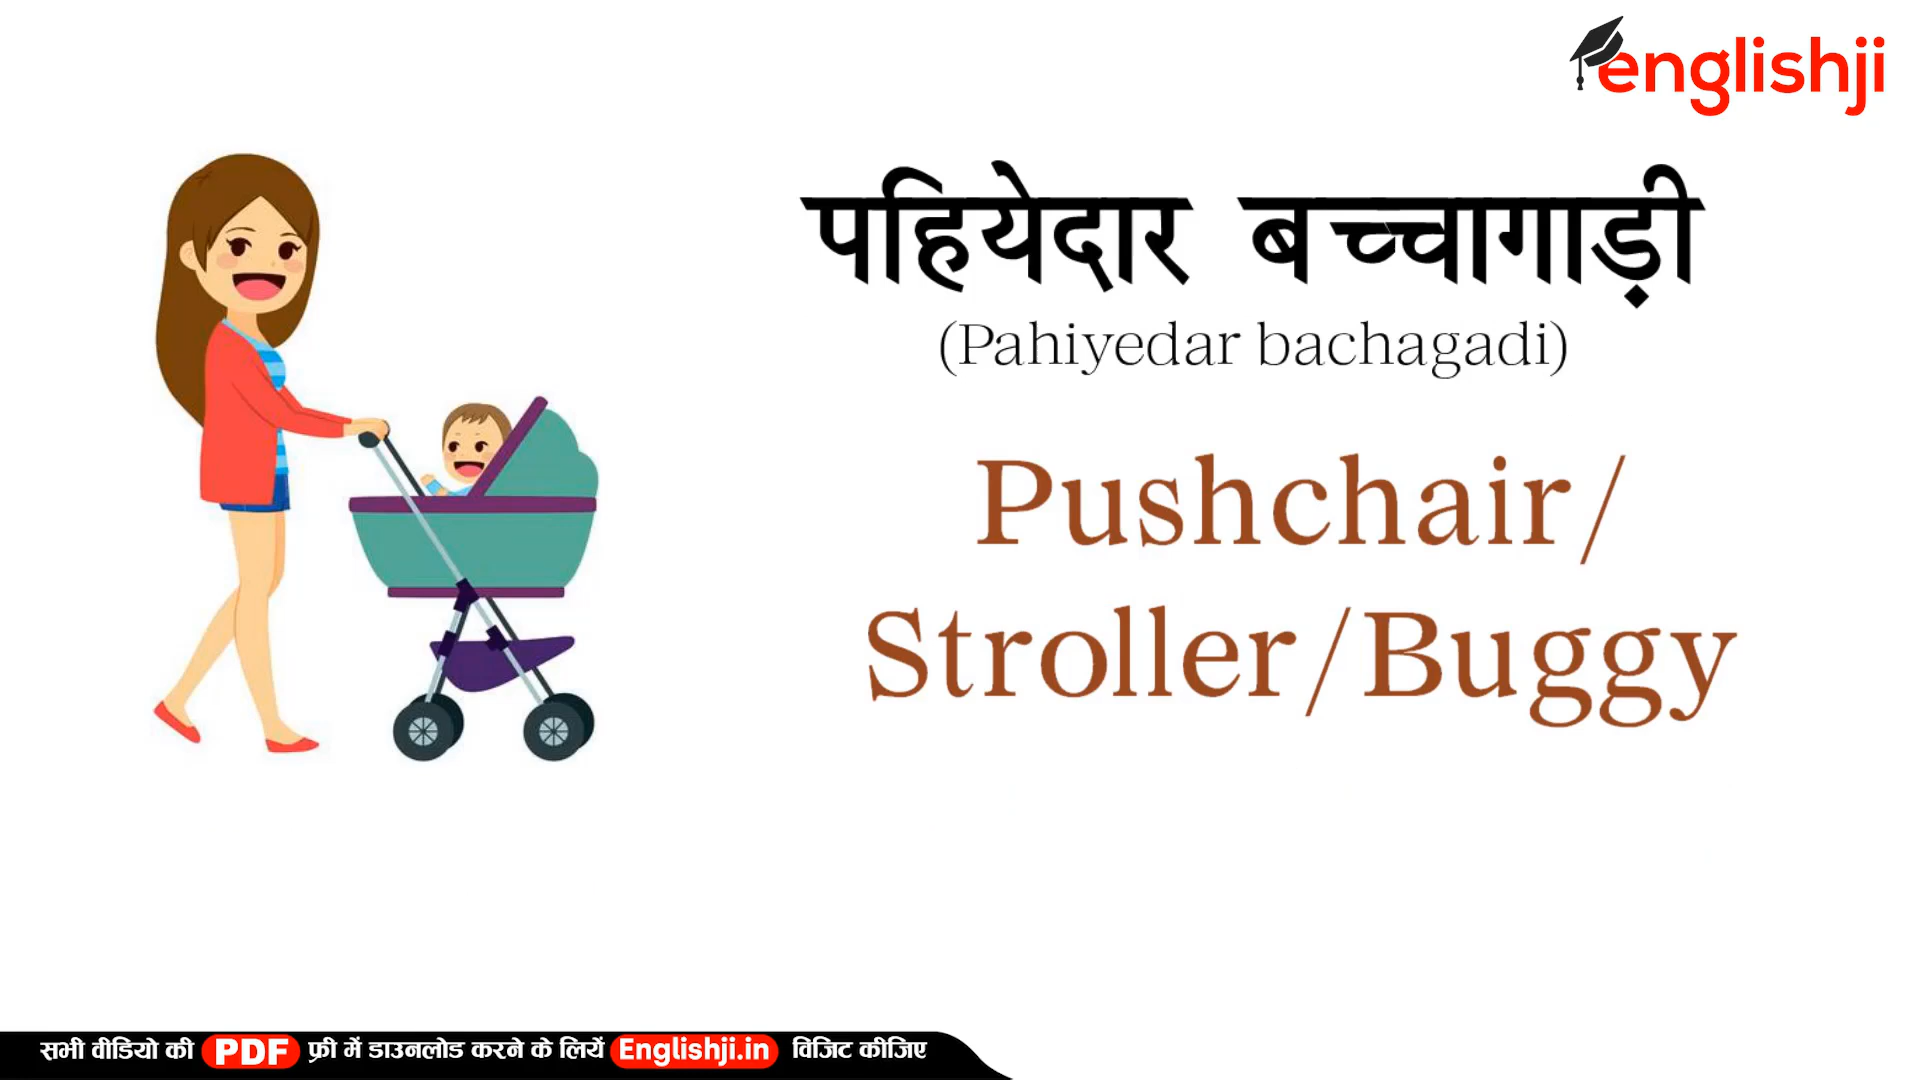 englishji
पहियेदार बच्चागाड़ी
(Pahiyedar bachagadi)
Pushchair/
Stroller/Buggy
सभी वीडियो की PDF फ्री में डाउनलोड करने के लियें Englishji.in विजिट कीजिए